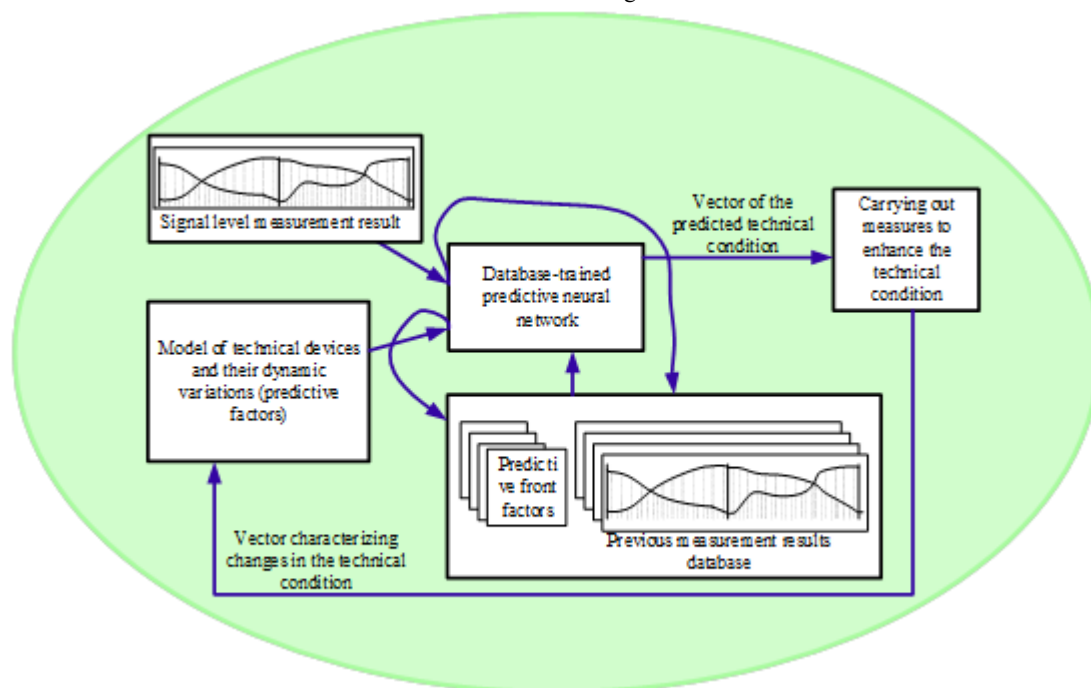 Signal level measurement result
Vector of the
predicted technical
condition
Carrying out
measures to
enhance the
technical
condition
Database-trained
predictive neural
network
Model of technical devices
and their dynamic
variations (predictive
factors)
Predicti
ve front
factors
Previous measurement results
database
Vector characterizing
changes in the technical
condition